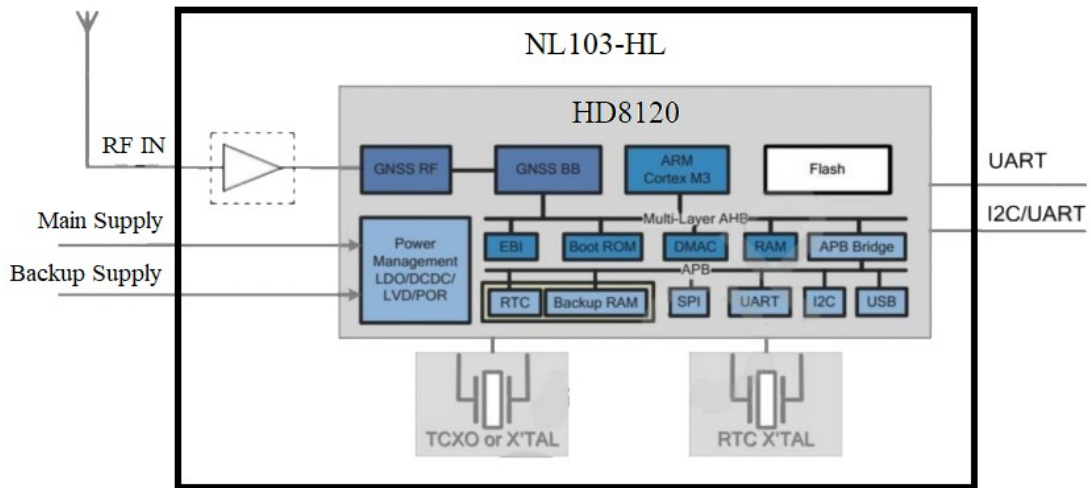 NL103-HL
HD8120
RF IN
GNSS RF
GNSS BB
ARM
Cortex M3
Flash
UART
I2C/UART
Main Supply
Backup Supply
Power
Management
LDO/DCDC/
LVD/POR
Multi-Layer AHB
EBI
Boot ROM
DMAC
RAM
APB Bridge
APB
RTC
Backup RAM
SPI
UART
I2C
USB
TCXO or X'TAL
RTC X'TAL